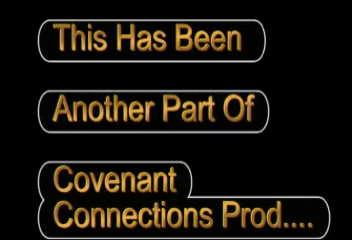 This Has Been
Another Part Of
Covenant
Connections Prod....